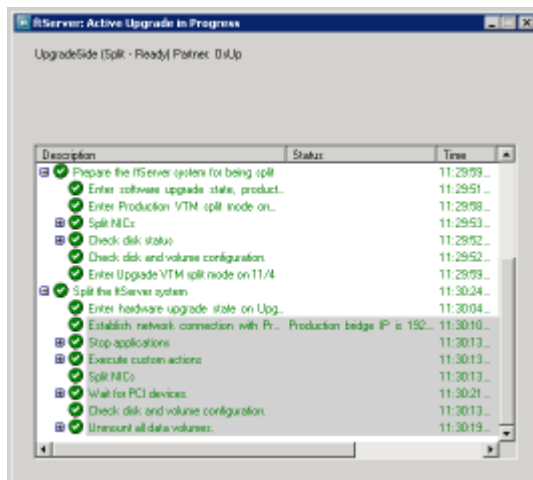 ftServer: Active Upgrade in Progress
UpgradeSide (Split - Ready) Partner: OsUp
Description Status Time
Prepare the ftServer system for being split 11:29:59...
Enter software upgrade state, product... 11:29:51...
Enter Production VTM split mode on... 11:29:58...
Split NICs 11:29:53...
Check disk status 11:29:52...
Check disk and volume configuration. 11:29:52...
Enter Upgrade VTM split mode on 11/4 11:29:59...
Split the ftServer system 11:30:24...
Enter hardware upgrade state on Upg... 11:30:04...
Establish network connection with Pr... Production bridge IP is 192... 11:30:10...
Stop applications 11:30:13...
Execute custom actions 11:30:13...
Split NICs 11:30:13...
Wait for PCI devices. 11:30:21...
Check disk and volume configuration. 11:30:13...
Unmount all data volumes. 11:30:19...